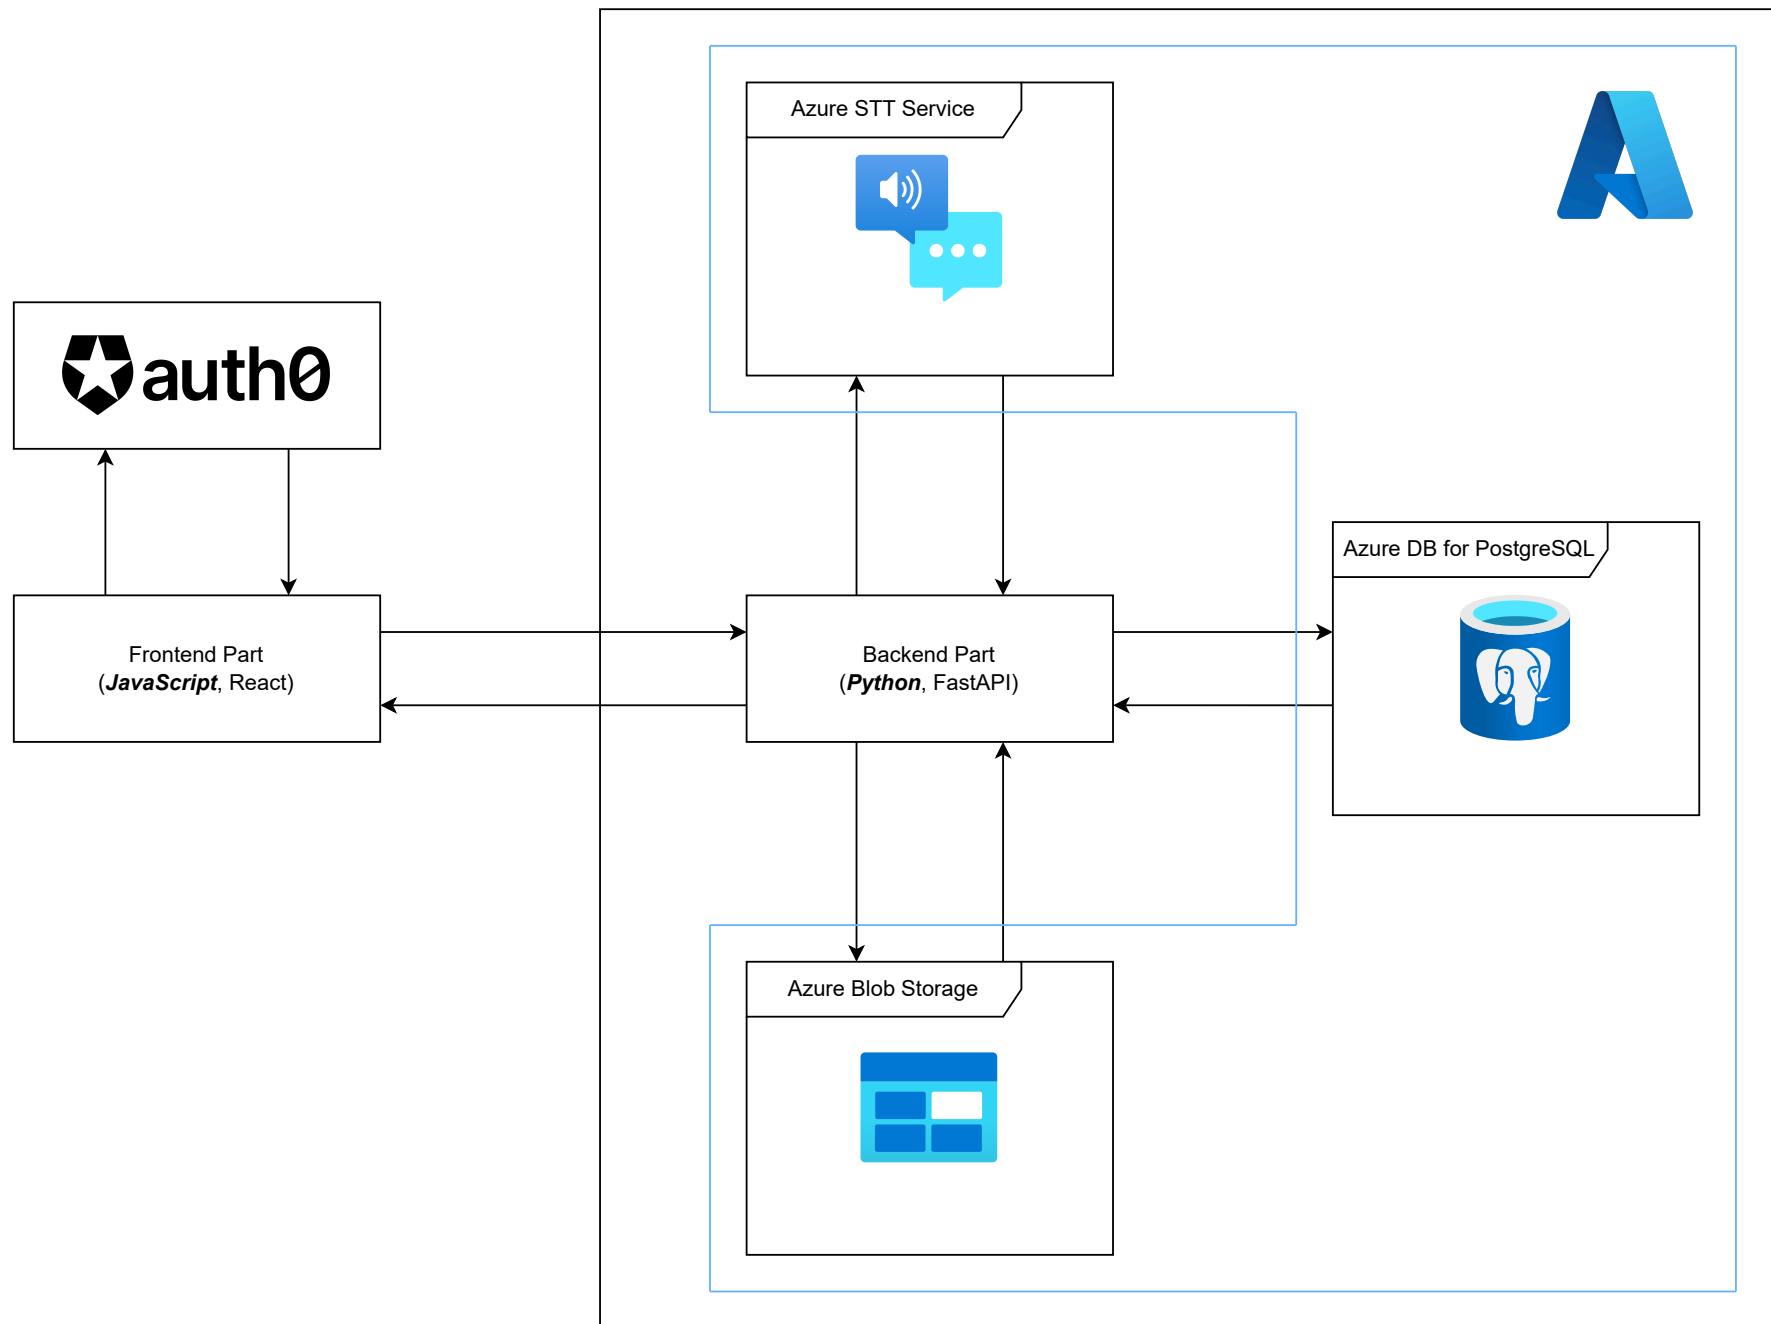 Azure STT Service
auth0
Azure DB for PostgreSQL
Frontend Part
(JavaScript, React)
Backend Part
(Python, FastAPI)
Azure Blob Storage